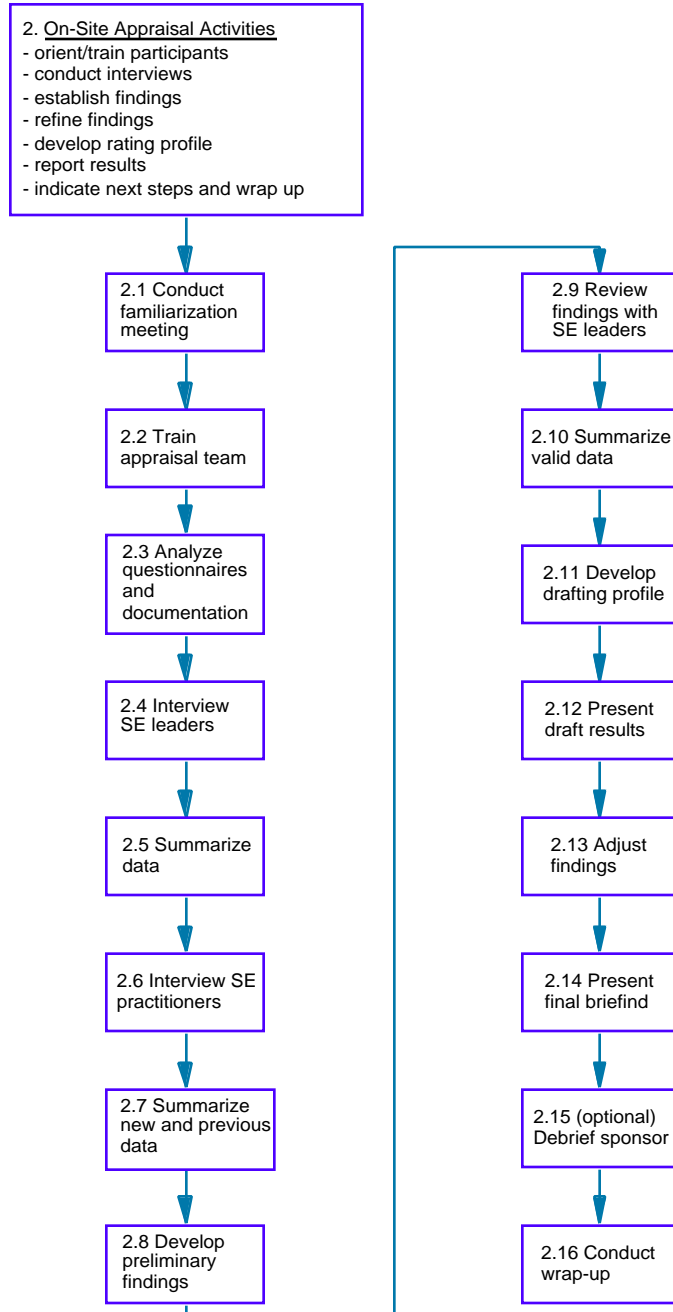 2. On-Site Appraisal Activities
- orient/train participants
- conduct interviews
- establish findings
- refine findings
- develop rating profile
- report results
- indicate next steps and wrap up
2.1 Conduct
familiarization
meeting
2.2 Train
appraisal team
2.3 Analyze
questionnaires
and
documentation
2.4 Interview
SE leaders
2.5 Summarize
data
2.6 Interview SE
practitioners
2.7 Summarize
new and previous
data
2.8 Develop
preliminary
findings
2.9 Review
findings with
SE leaders
2.10 Summarize
valid data
2.11 Develop
drafting profile
2.12 Present
draft results
2.13 Adjust
findings
2.14 Present
final briefind
2.15 (optional)
Debrief sponsor
2.16 Conduct
wrap-up